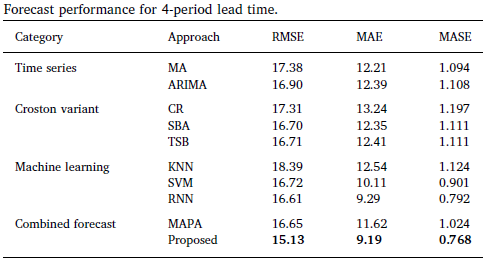 Forecast performance for 4-period lead time.
Category Approach RMSE MAE MASE
Time series MA 17.38 12.21 1.094
ARIMA 16.90 12.39 1.108
Croston variant CR 17.31 13.24 1.197
SBA 16.70 12.35 1.111
TSB 16.71 12.41 1.111
Machine learning KNN 18.39 12.54 1.124
SVM 16.72 10.11 0.901
RNN 16.61 9.29 0.792
Combined forecast MAPA 16.65 11.62 1.024
Proposed 15.13 9.19 0.768